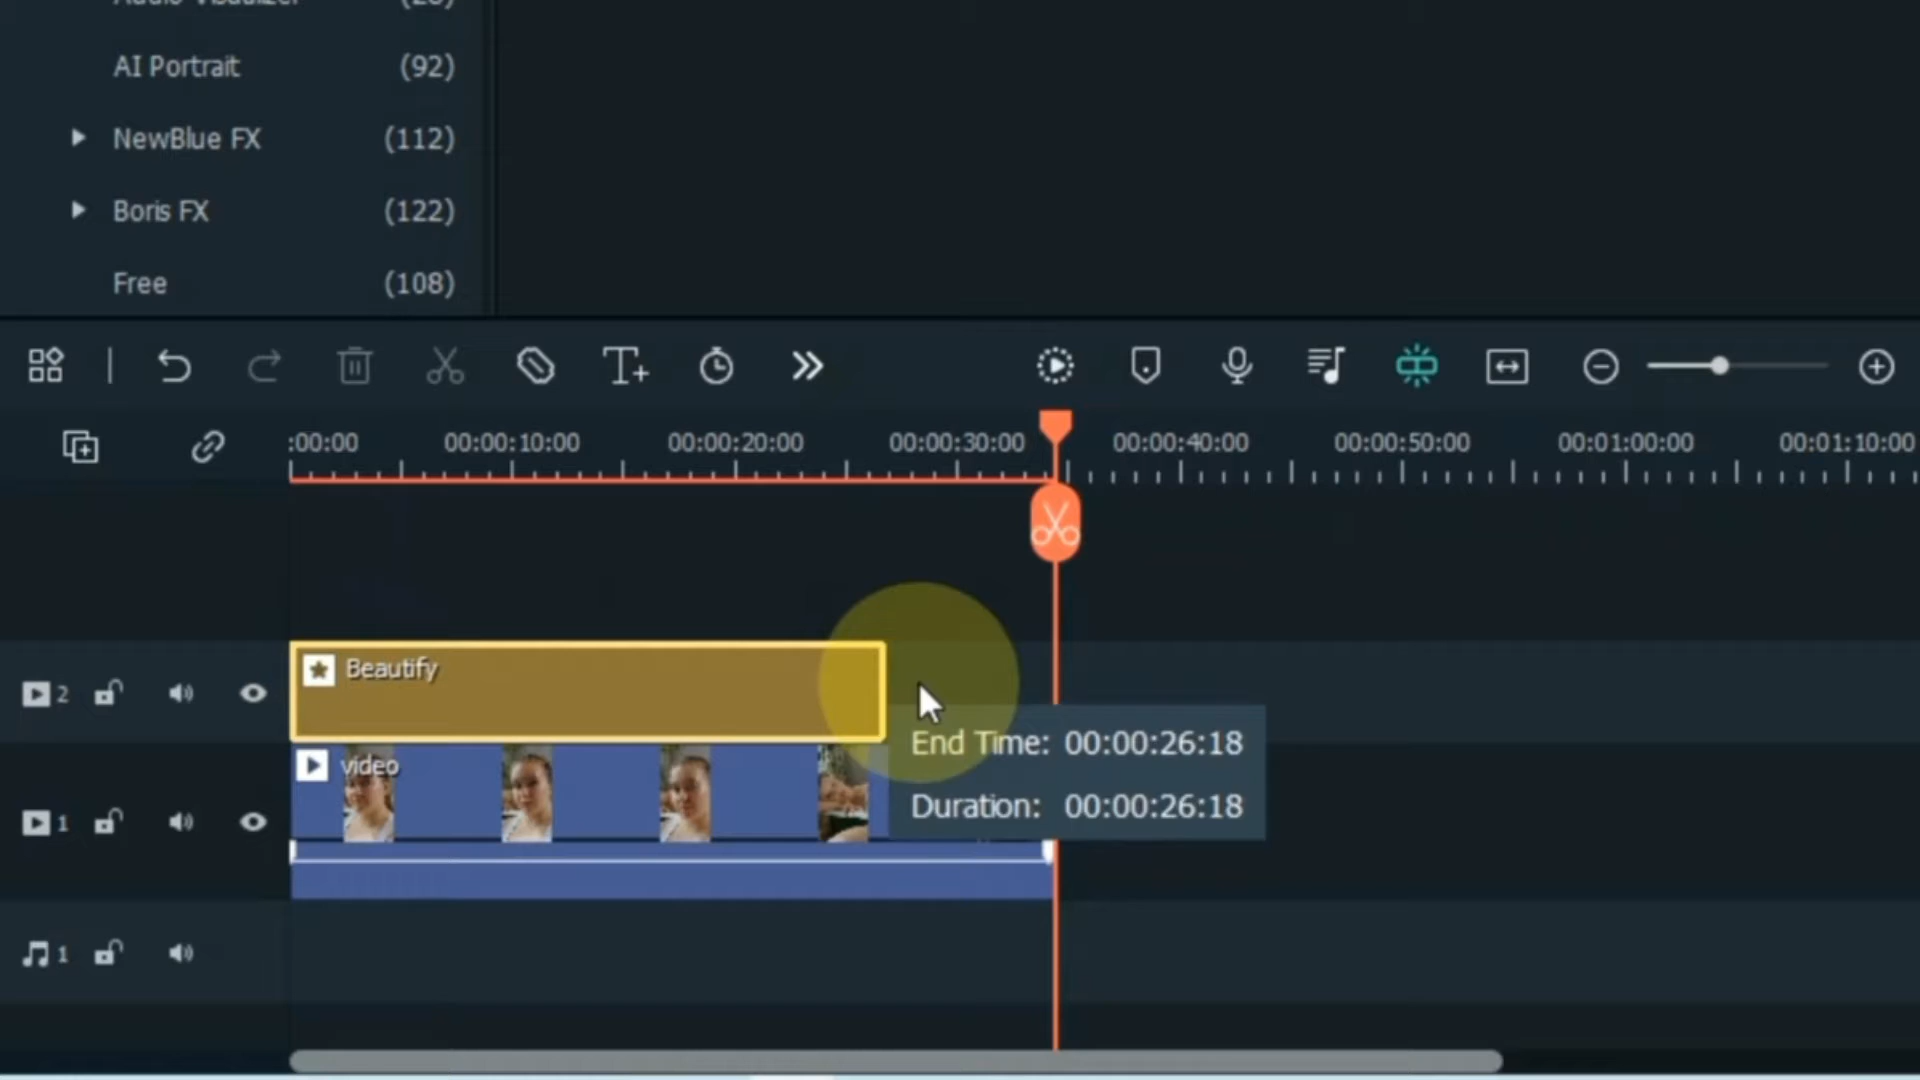 Audio Visualizer (28)
AI Portrait (92)
NewBlue FX (112)
Boris FX (122)
Free (108)
:00:00 00:00:10:00 00:00:20:00 00:00:30:00 00:00:40:00 00:00:50:00 00:01:00:00 00:01:10:00
Beautify
2
End Time: 00:00:26:18
video
Duration: 00:00:26:18
1
1